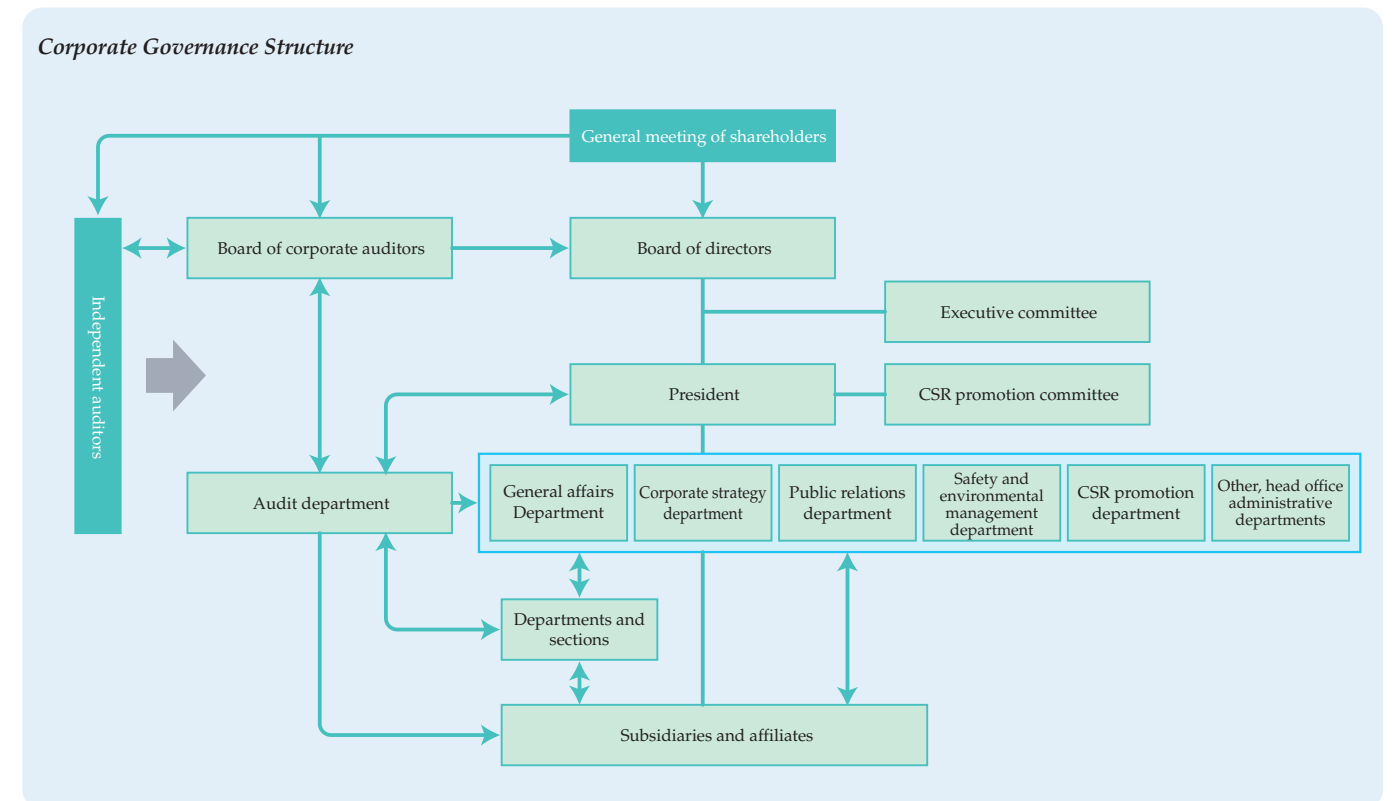 Corporate Governance Structure
General meeting of shareholders
Board of corporate auditors
Board of directors
Independent auditors
Executive committee
President
CSR promotion committee
Audit department
General affairs
Department
Corporate strategy
department
Public relations
department
Safety and
environmental
management
department
CSR promotion
department
Other, head office
administrative
departments
Departments and
sections
Subsidiaries and affiliates